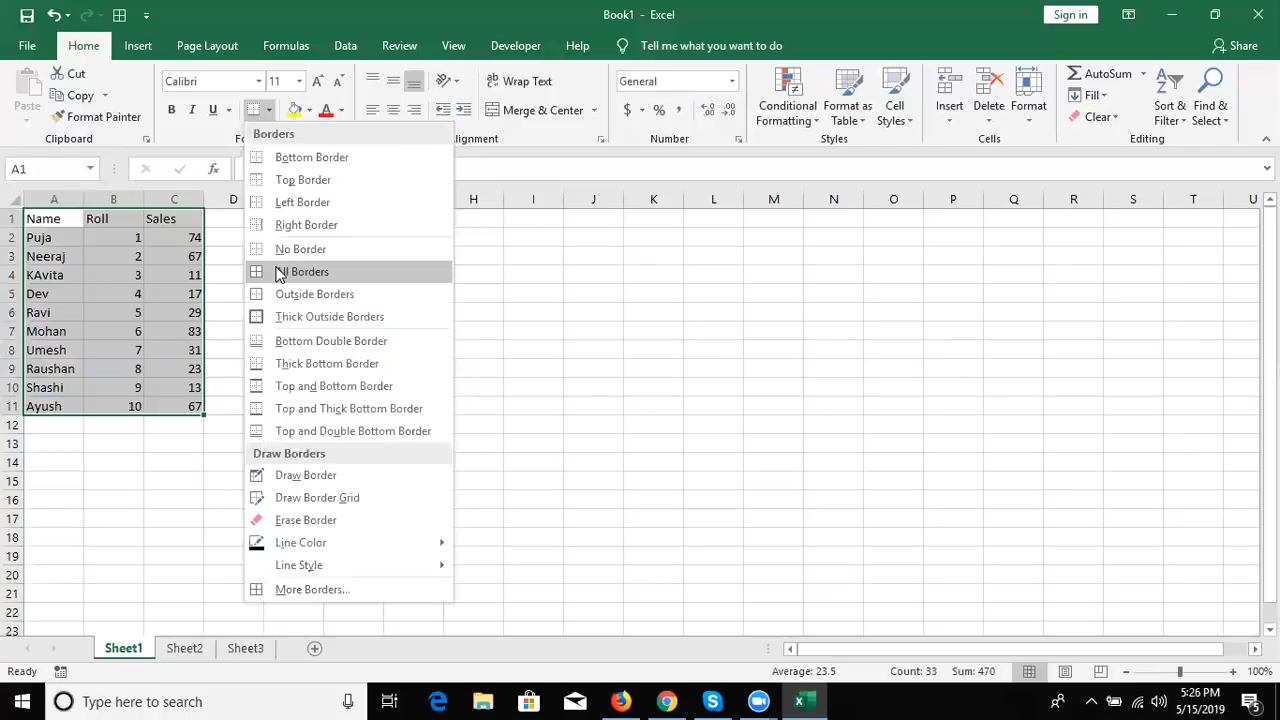 Book1 - Excel
Sign in
File Home Insert Page Layout Formulas Data Review View Developer Help Tell me what you want to do Share
Paste
Cut
Copy
Format Painter
Clipboard
Calibri 11
B I U
Wrap Text
Merge & Center
General
$ % ,
Number
Conditional Formatting
Format as Table
Cell Styles
Styles
Insert Delete Format
Cells
AutoSum
Fill
Clear
Sort & Filter
Find & Select
Editing
A1
fx
A B C D H I J K L M N O P Q R S T U
1 Name Roll Sales
2 Puja 1 74
3 Neeraj 2 67
4 KAvita 3 11
5 Dev 4 17
6 Ravi 5 29
7 Mohan 6 83
8 Umesh 7 31
9 Raushan 8 23
10 Shashi 9 13
11 Ayush 10 67
12
13
14
15
16
17
18
19
20
21
22
23
Borders
Bottom Border
Top Border
Left Border
Right Border
No Border
All Borders
Outside Borders
Thick Outside Borders
Bottom Double Border
Thick Bottom Border
Top and Bottom Border
Top and Thick Bottom Border
Top and Double Bottom Border
Draw Borders
Draw Border
Draw Border Grid
Erase Border
Line Color
Line Style
More Borders...
Sheet1 Sheet2 Sheet3
Ready
Average: 23.5 Count: 33 Sum: 470
100%
Type here to search
5:26 PM
5/15/2019
5